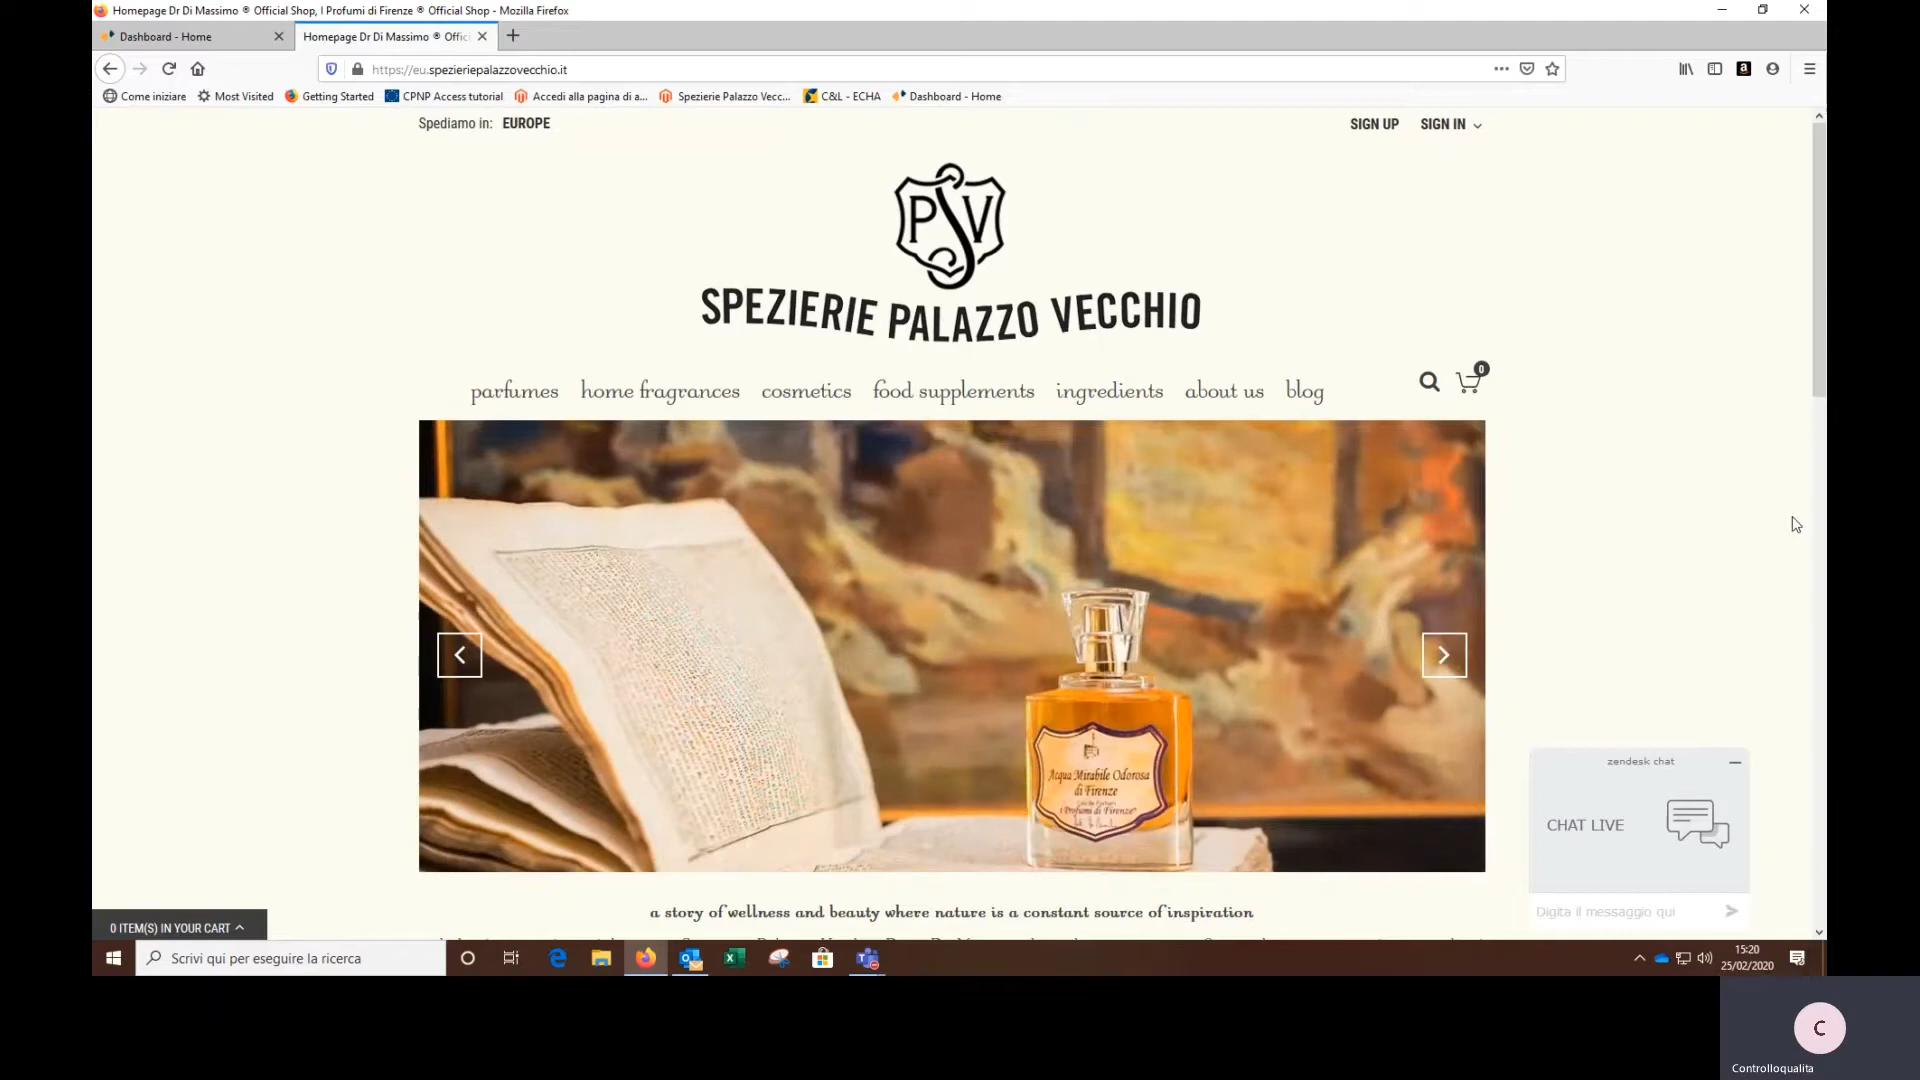 Homepage Dr Di Massimo ® Official Shop, I Profumi di Firenze ® Official Shop - Mozilla Firefox
Dashboard - Home
Homepage Dr Di Massimo ® Offic
https://eu.spezieriepalazzovecchio.it
Come iniziare Most Visited Getting Started CPNP Access tutorial Accedi alla pagina di a... Spezierie Palazzo Vecc... C&L - ECHA Dashboard - Home
Spediamo in: EUROPE
SIGN UP SIGN IN
PSV
SPEZIERIE PALAZZO VECCHIO
parfumes home fragrances cosmetics food supplements ingredients about us blog
0
Acqua Mirabile Odorosa
di Firenze
i Profumi di Firenze
zendesk chat
CHAT LIVE
Digita il messaggio qui
a story of wellness and beauty where nature is a constant source of inspiration
0 ITEM(S) IN YOUR CART
Scrivi qui per eseguire la ricerca
15:20
25/02/2020
C
Controlloqualita